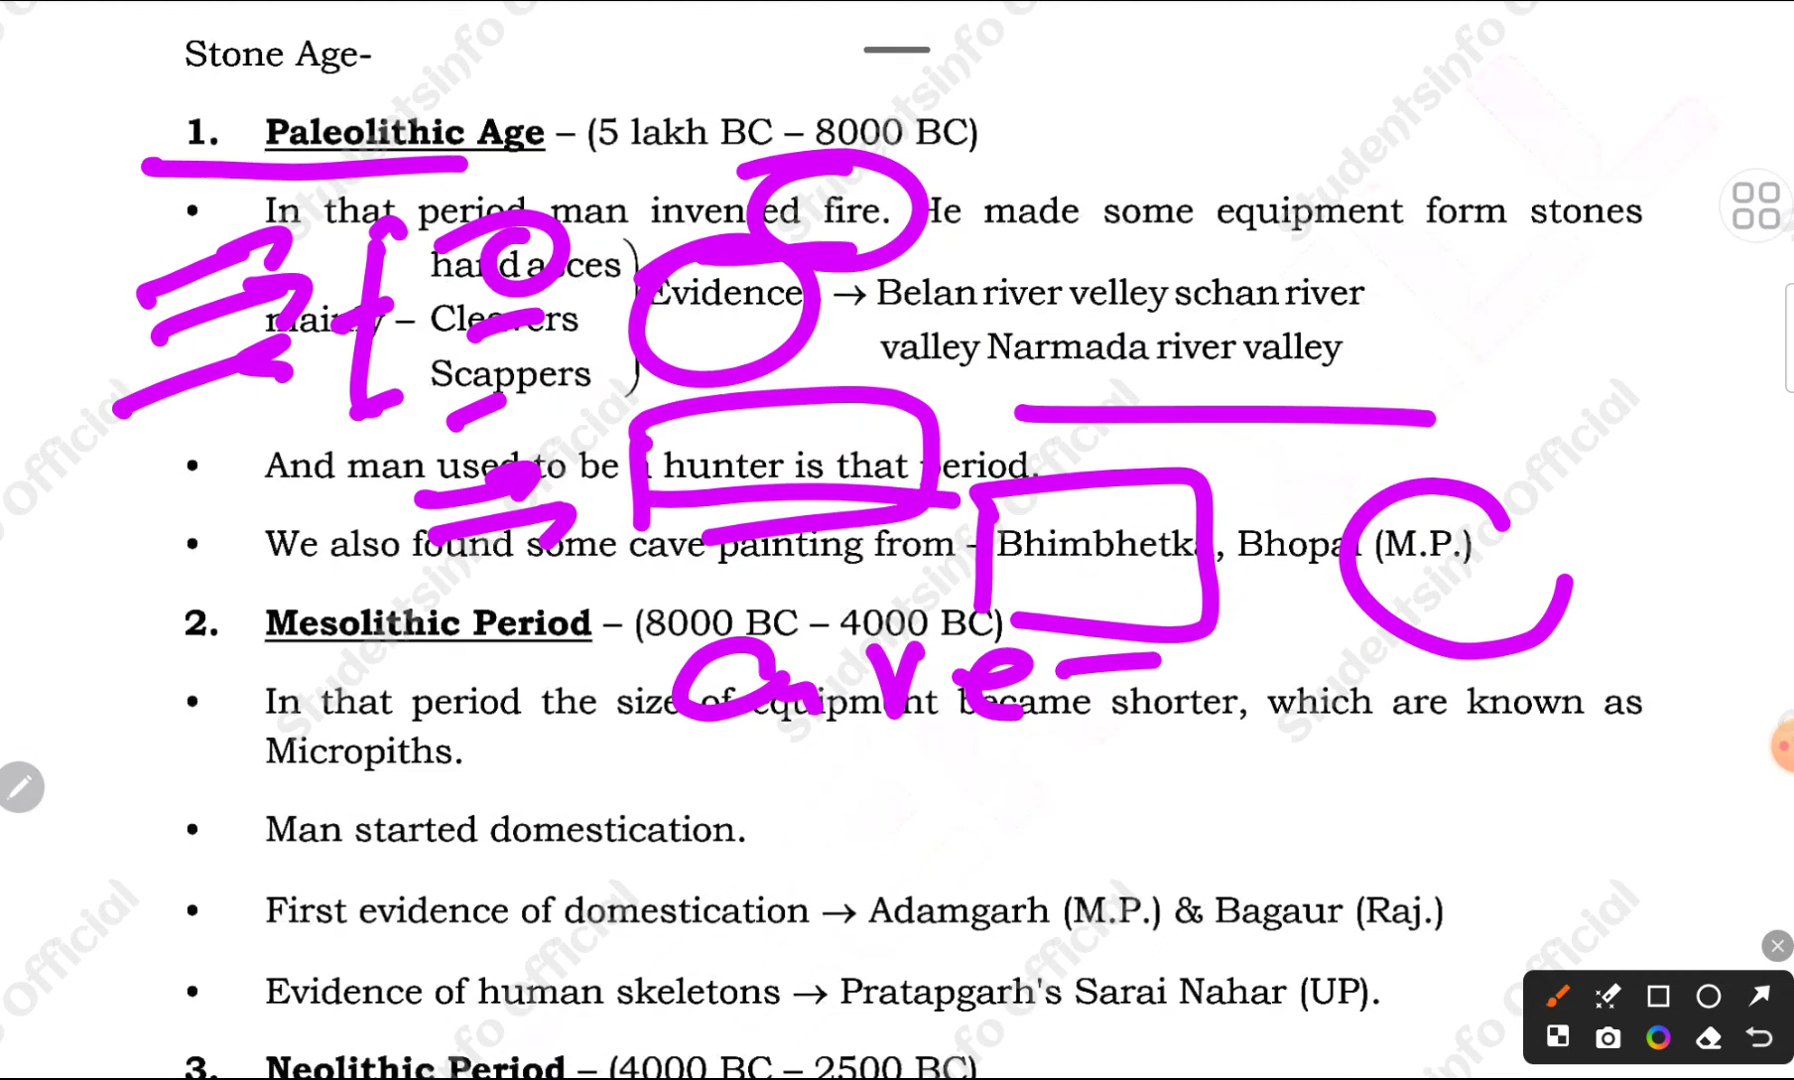 Stone Age-
1. Paleolithic Age – (5 lakh BC – 8000 BC)
• In that period man invented fire. He made some equipment form stones
hand asces
mainly – Cleavers
Scappers
Evidence → Belan river velley schan river
valley Narmada river valley
• And man used to be a hunter is that period.
• We also found some cave painting from – Bhimbhetka, Bhopal (M.P.)
2. Mesolithic Period – (8000 BC – 4000 BC)
• In that period the size of equipment became shorter, which are known as
Micropiths.
• Man started domestication.
• First evidence of domestication → Adamgarh (M.P.) & Bagaur (Raj.)
• Evidence of human skeletons → Pratapgarh's Sarai Nahar (UP).
3. Neolithic Period – (4000 BC – 2500 BC)
Studentsinfo Official